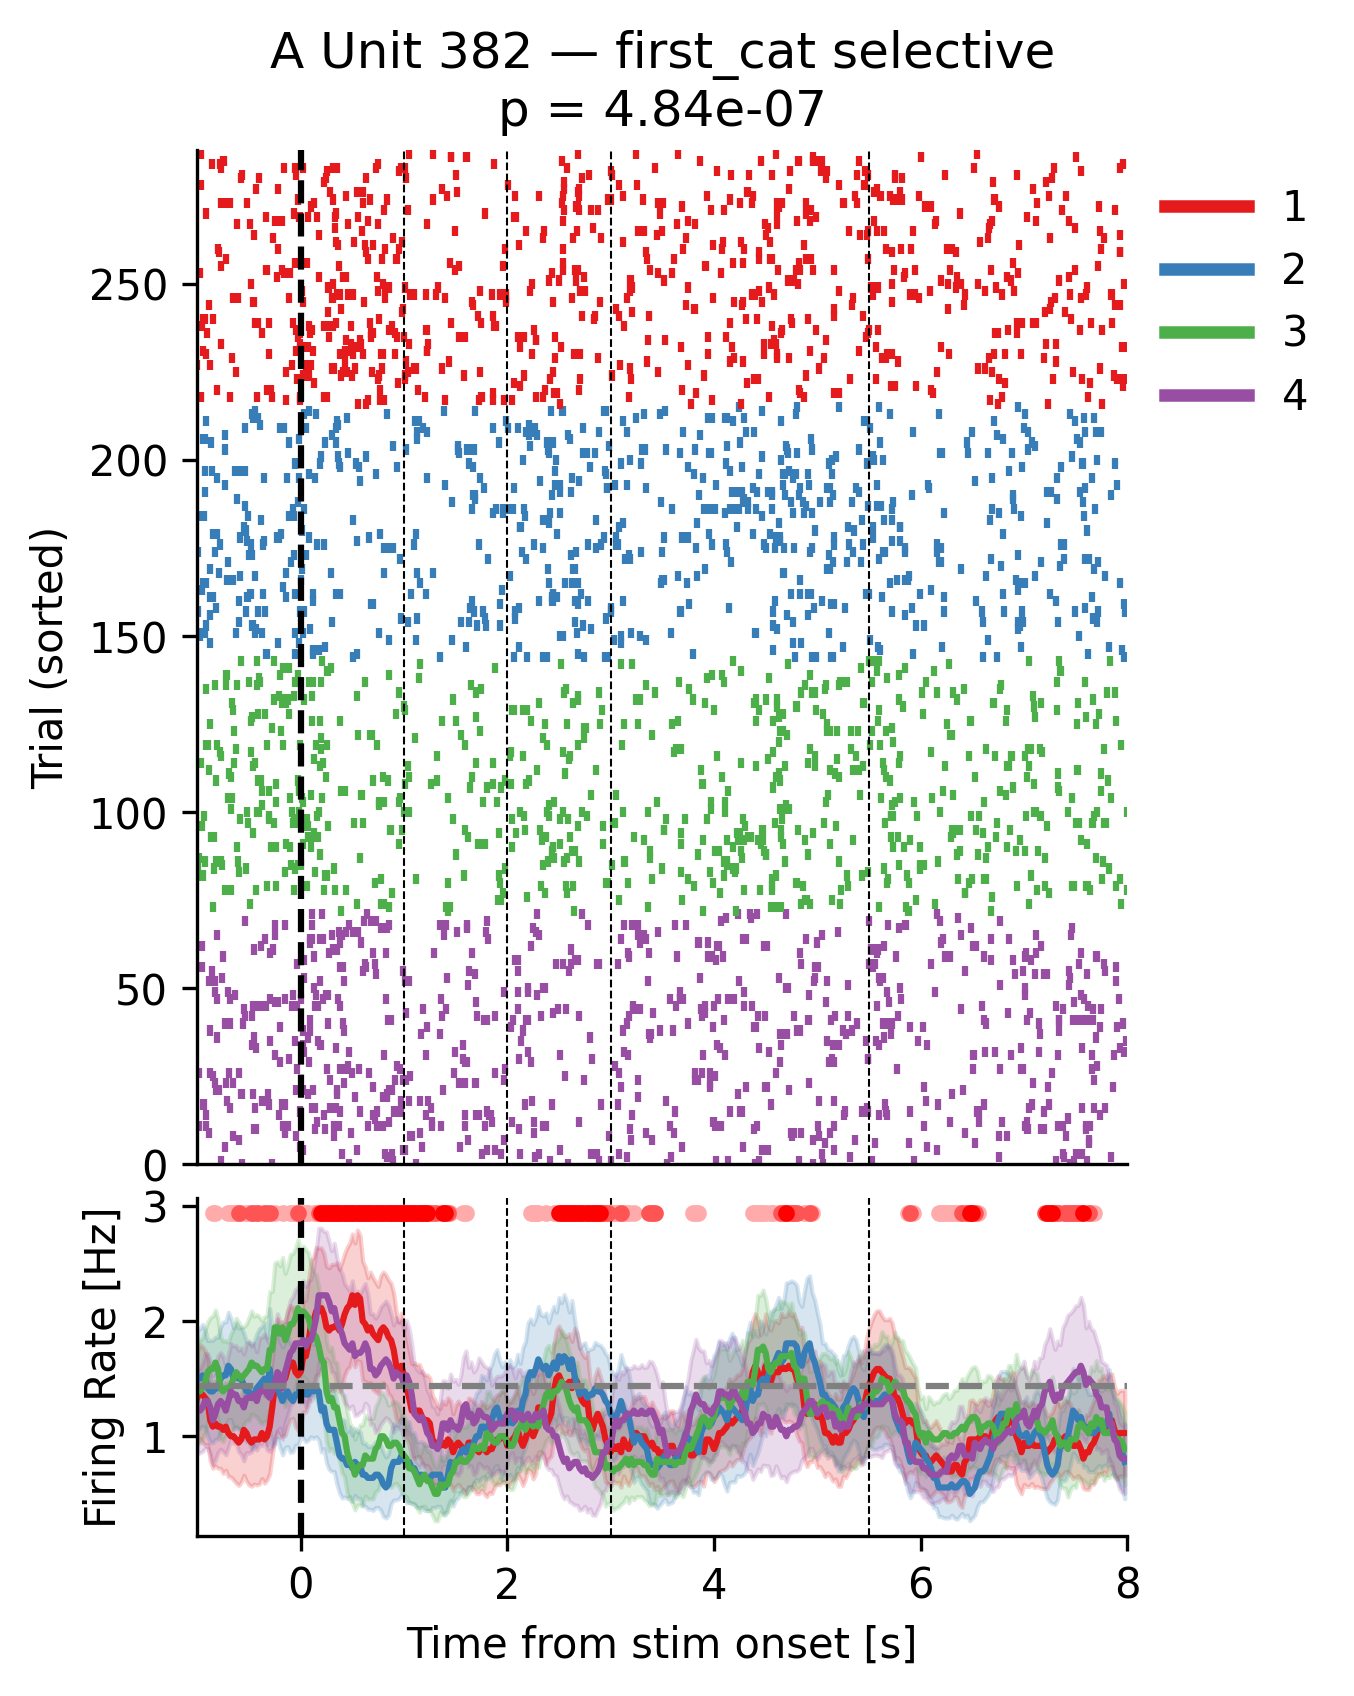 A Unit 382 — first_cat selective
p = 4.84e-07
1
2
3
4
Trial (sorted)
250
200
150
100
50
0
Firing Rate [Hz]
3
2
1
0 2 4 6 8
Time from stim onset [s]